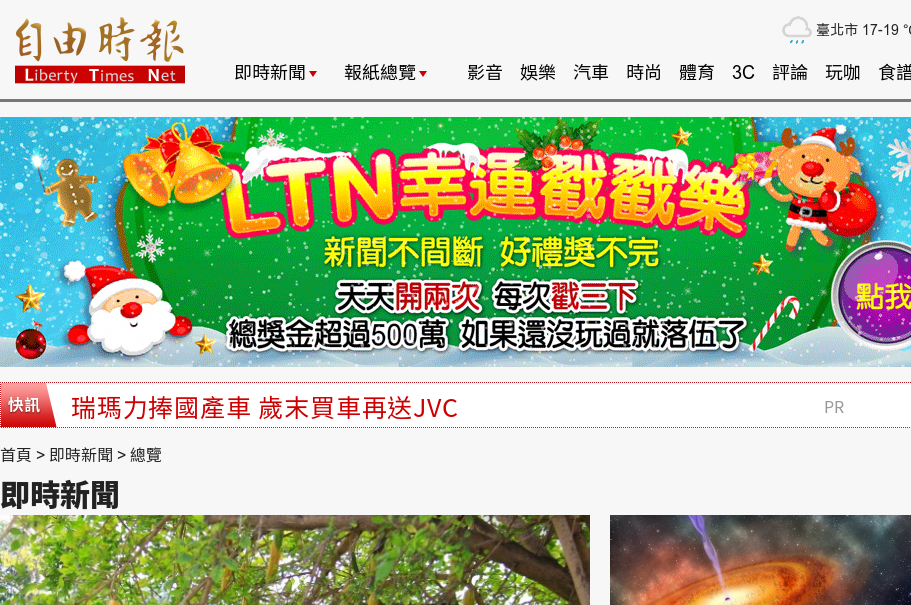 自由時報
Liberty Times Net
臺北市 17-19
即時新聞 報紙總覽 影音 娛樂 汽車 時尚 體育 3C 評論 玩咖 食譜
LTN幸運戳戳樂
新聞不間斷 好禮獎不完
天天開兩次 每次戳三下
總獎金超過500萬 如果還沒玩過就落伍了
點我
快訊 瑞瑪力捧國產車 歲末買車再送JVC PR
首頁 > 即時新聞 > 總覽
即時新聞